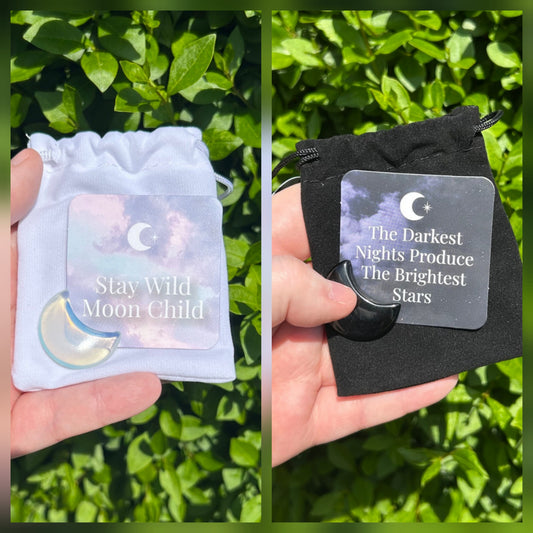 Stay Wild
Moon Child
The Darkest
Nights Produce
The Brightest
Stars